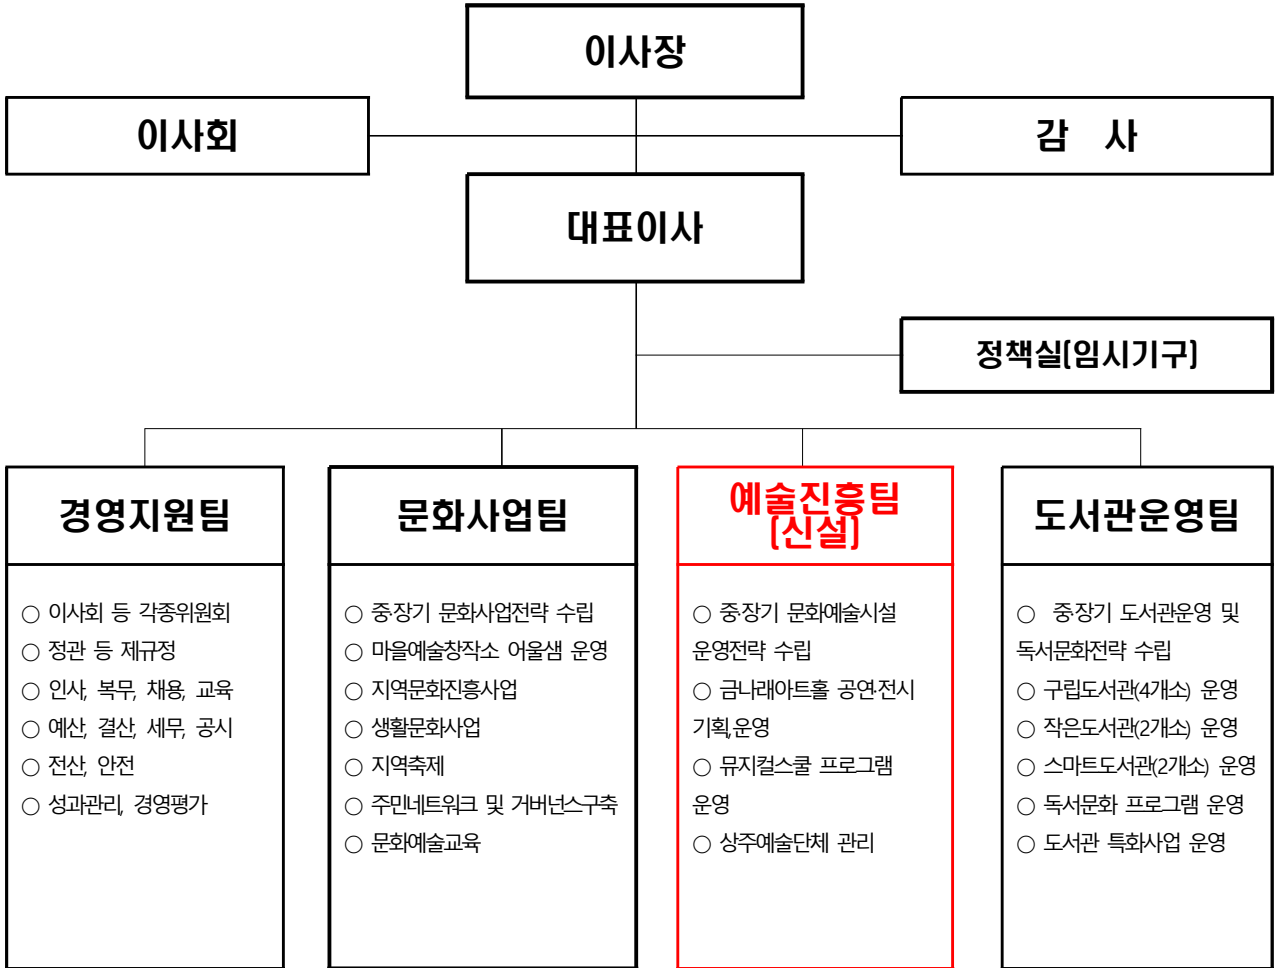 이사장
이사회
감 사
대표이사
정책실(임시기구)
경영지원팀
○ 이사회 등 각종위원회
○ 정관 등 제규정
○ 인사, 복무, 채용, 교육
○ 예산, 결산, 세무, 공시
○ 전산, 안전
○ 성과관리, 경영평가
문화사업팀
○ 중·장기 문화사업전략 수립
○ 마을예술창작소 어울샘 운영
○ 지역문화진흥사업
○ 생활문화사업
○ 지역축제
○ 주민네트워크 및 거버넌스구축
○ 문화예술교육
예술진흥팀
(신설)
○ 중·장기 문화예술시설
운영전략 수립
○ 금나래아트홀 공연·전시
기획,운영
○ 뮤지컬스쿨 프로그램
운영
○ 상주예술단체 관리
도서관운영팀
○ 중·장기 도서관운영 및
독서문화전략 수립
○ 구립도서관(4개소) 운영
○ 작은도서관(2개소) 운영
○ 스마트도서관(2개소) 운영
○ 독서문화 프로그램 운영
○ 도서관 특화사업 운영